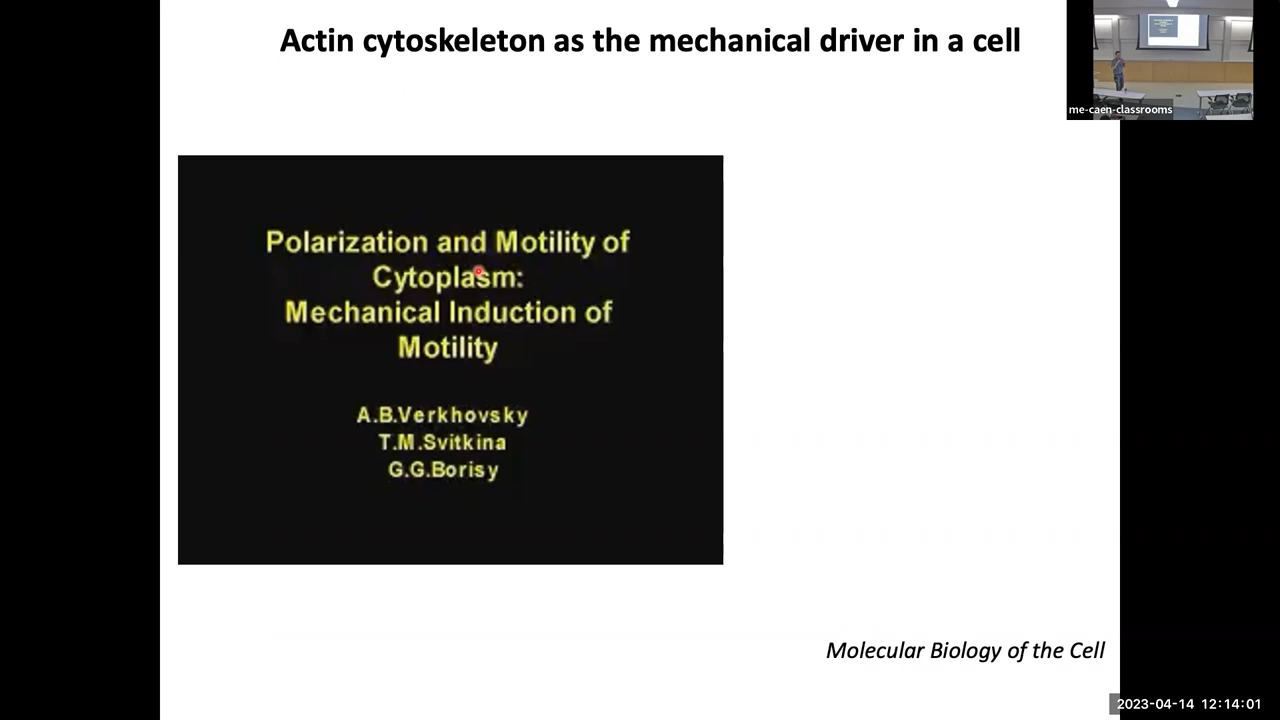 Actin cytoskeleton as the mechanical driver in a cell
me-caen-classrooms
Polarization and Motility of
Cytoplasm:
Mechanical Induction of
Motility
A.B.Verkhovsky
T.M.Svitkina
G.G.Borisy
Molecular Biology of the Cell
2023-04-14 12:14:01